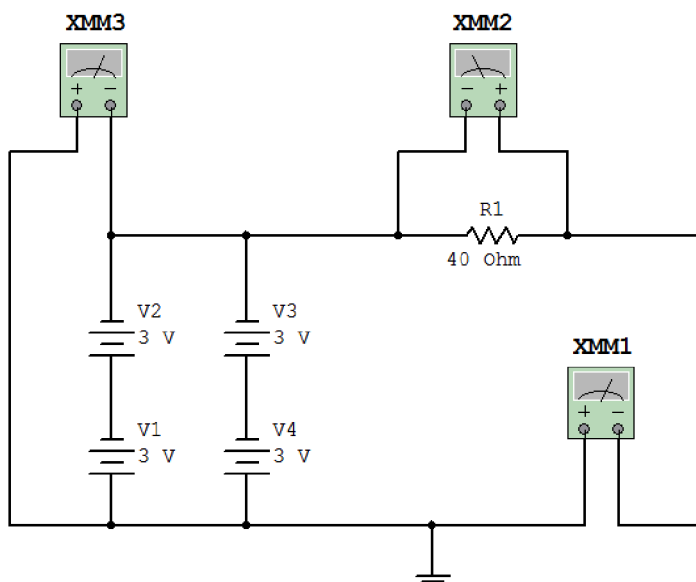 XMM3
XMM2
+ −
− +
R1
40 Ohm
V2
3 V
V3
3 V
XMM1
+ −
V1
3 V
V4
3 V